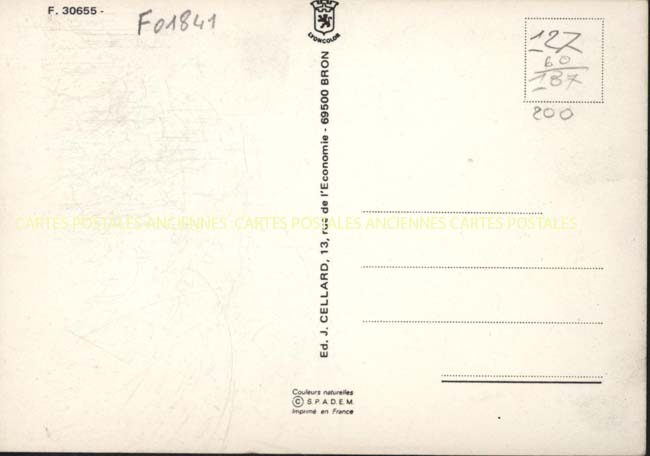 F. 30655 -
F01841
LYONCOLOR
127
60
187
200
Ed. J. CELLARD, 13, rue de l'Economie - 69500 BRON
CARTES POSTALES ANCIENNES CARTES POSTALES ANCIENNES CARTES POSTALES
Couleurs naturelles
© S.P.A.D.E.M.
Imprimé en France